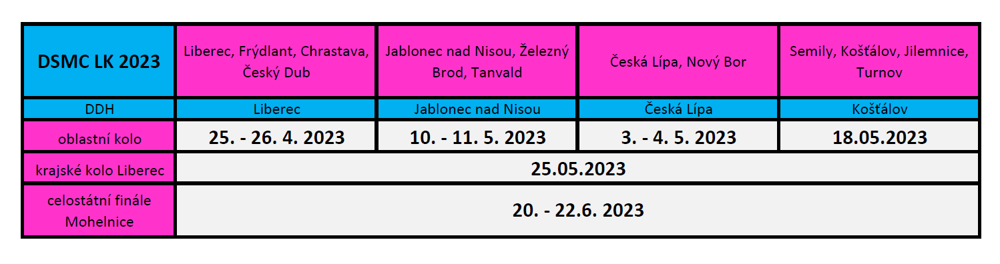 DSMC LK 2023
Liberec, Frýdlant, Chrastava,
Český Dub
Jablonec nad Nisou, Železný
Brod, Tanvald
Česká Lípa, Nový Bor
Semily, Košťálov, Jilemnice,
Turnov
DDH
Liberec
Jablonec nad Nisou
Česká Lípa
Košťálov
oblastní kolo
25. - 26. 4. 2023
10. - 11. 5. 2023
3. - 4. 5. 2023
18.05.2023
krajské kolo Liberec
25.05.2023
celostátní finále
Mohelnice
20. - 22.6. 2023